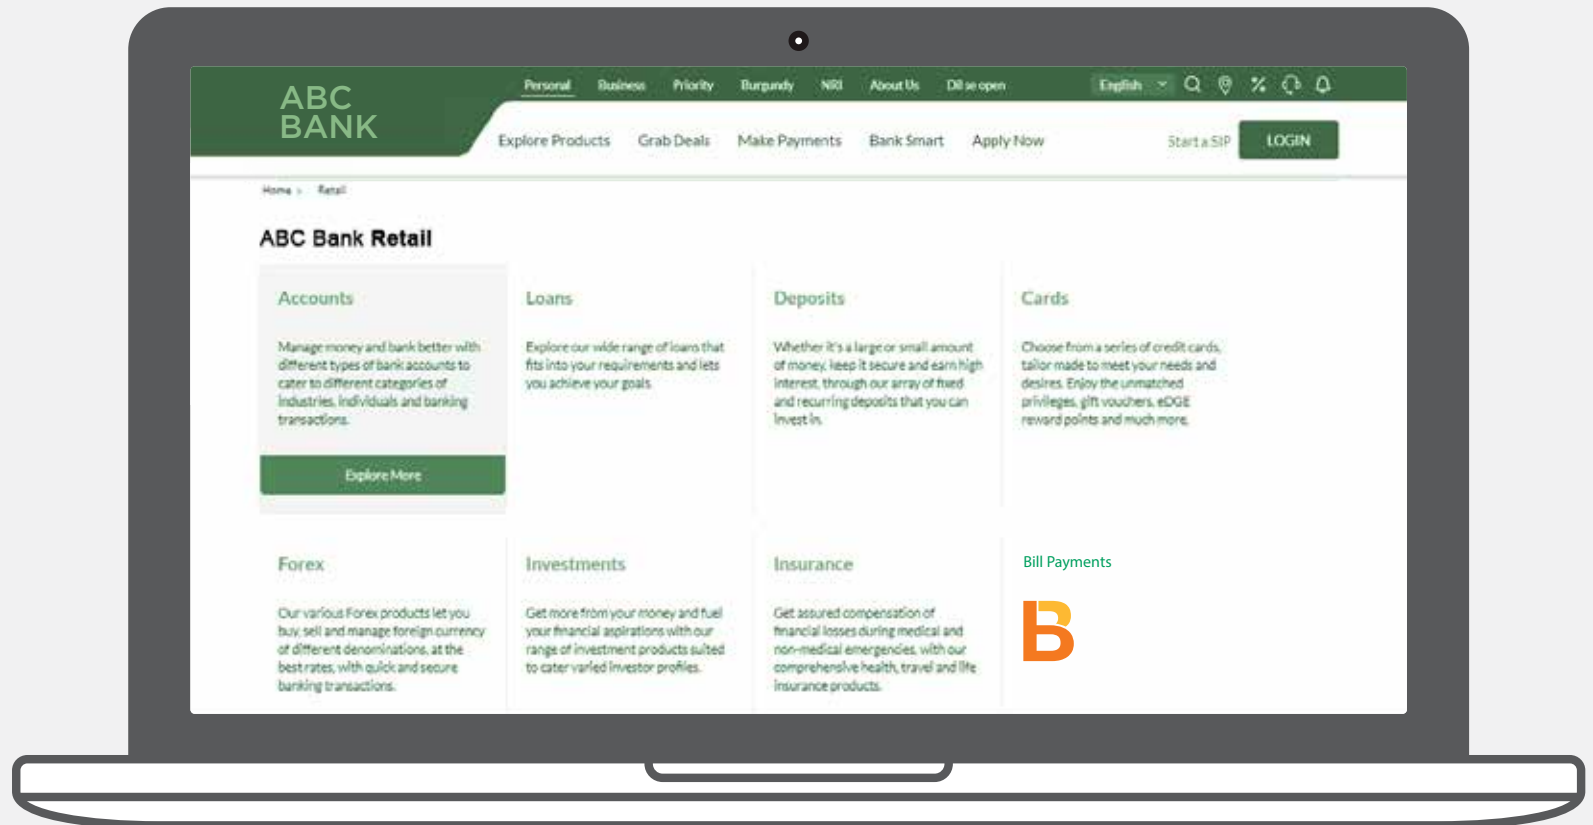 ABC
BANK
Personal Business Priority Burgundy NRI About Us Dil se open English
Explore Products Grab Deals Make Payments Bank Smart Apply Now Start a SIP LOGIN
Home > Retail
ABC Bank Retail
Accounts
Manage money and bank better with
different types of bank accounts to
cater to different categories of
industries, individuals and banking
transactions.
Explore More
Loans
Explore our wide range of loans that
fits into your requirements and lets
you achieve your goals.
Deposits
Whether it's a large or small amount
of money, keep it secure and earn high
interest, through our array of fixed
and recurring deposits that you can
invest in.
Cards
Choose from a series of credit cards,
tailor made to meet your needs and
desires. Enjoy the unmatched
privileges, gift vouchers, eDGE
reward points and much more.
Forex
Our various Forex products let you
buy, sell and manage foreign currency
of different denominations, at the
best rates, with quick and secure
banking transactions.
Investments
Get more from your money and fuel
your financial aspirations with our
range of investment products suited
to cater varied investor profiles.
Insurance
Get assured compensation of
financial losses during medical and
non-medical emergencies, with our
comprehensive health, travel and life
insurance products.
Bill Payments
B